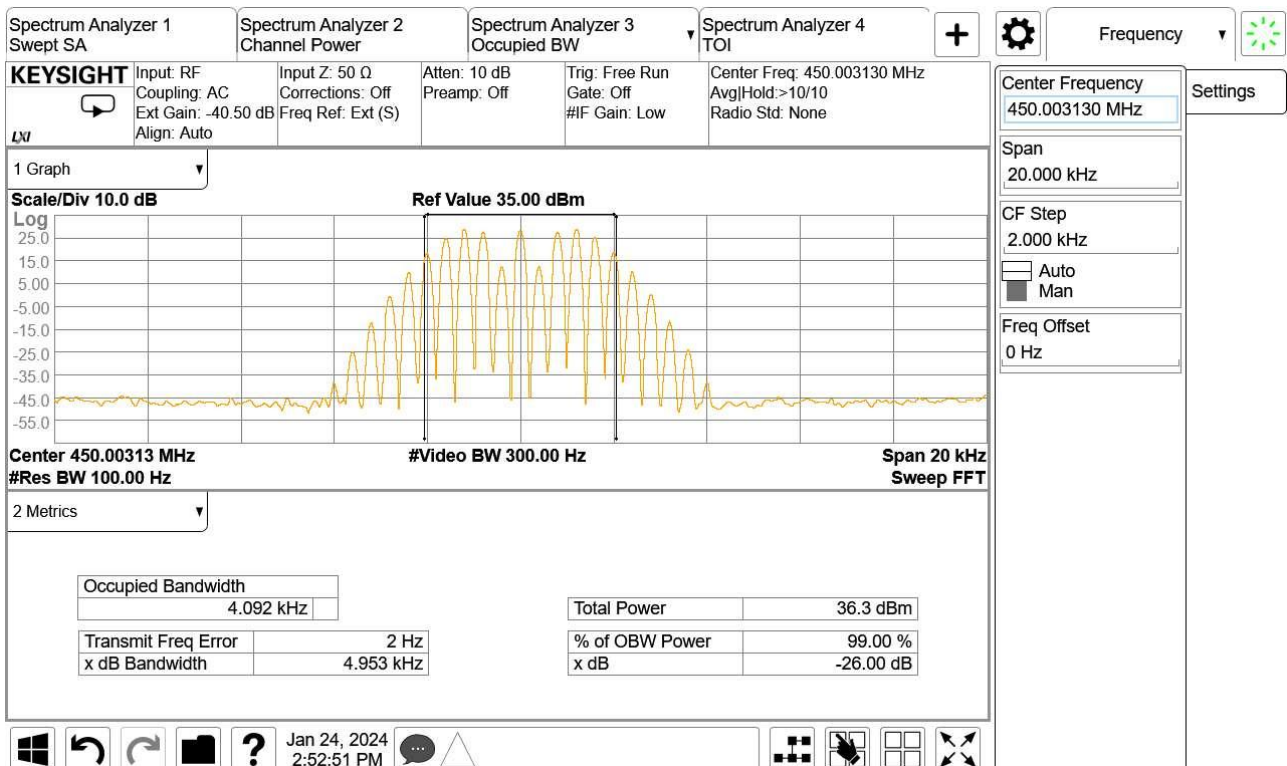 Spectrum Analyzer 1
Swept SA
Spectrum Analyzer 2
Channel Power
Spectrum Analyzer 3
Occupied BW
Spectrum Analyzer 4
TOI
Frequency
KEYSIGHT
LXI
Input: RF
Coupling: AC
Ext Gain: -40.50 dB
Align: Auto
Input Z: 50 Ω
Corrections: Off
Freq Ref: Ext (S)
Atten: 10 dB
Preamp: Off
Trig: Free Run
Gate: Off
#IF Gain: Low
Center Freq: 450.003130 MHz
Avg|Hold:>10/10
Radio Std: None
Center Frequency
450.003130 MHz
Settings
Span
20.000 kHz
CF Step
2.000 kHz
Auto
Man
Freq Offset
0 Hz
1 Graph
Scale/Div 10.0 dB
Ref Value 35.00 dBm
Log
25.0
15.0
5.00
-5.00
-15.0
-25.0
-35.0
-45.0
-55.0
Center 450.00313 MHz
#Video BW 300.00 Hz
Span 20 kHz
#Res BW 100.00 Hz
Sweep FFT
2 Metrics
Occupied Bandwidth
4.092 kHz
Total Power 36.3 dBm
Transmit Freq Error 2 Hz
% of OBW Power 99.00 %
x dB Bandwidth 4.953 kHz
x dB -26.00 dB
?
Jan 24, 2024
2:52:51 PM